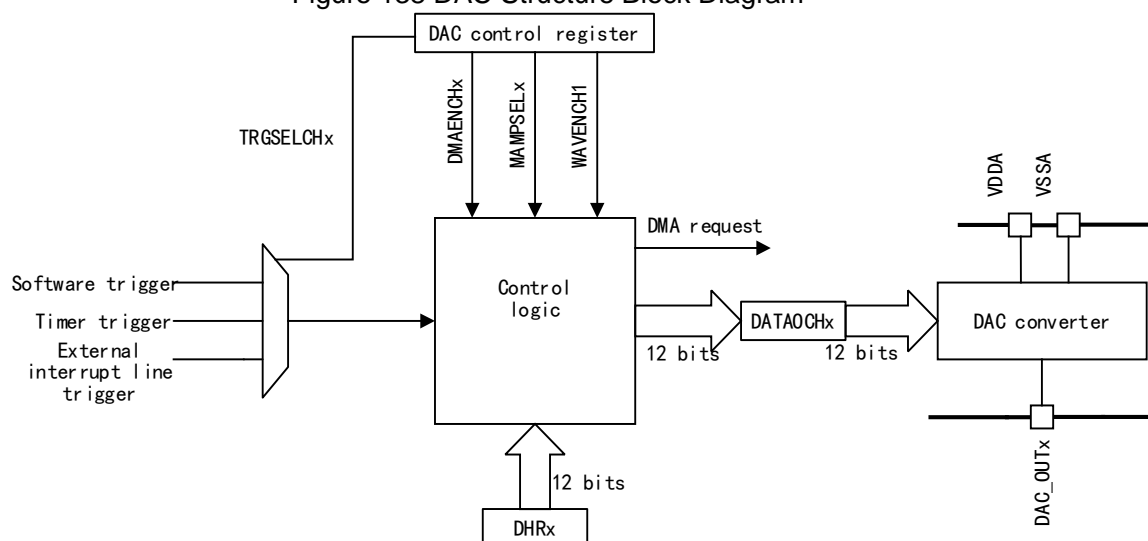 DAC control register
TRGSELCHx
DMAENCHx
MAMPSELx
WAVENCH1
VDDA
VSSA
DMA request
Software trigger
Timer trigger
External
interrupt line
trigger
Control
logic
DATAOCHx
DAC converter
12 bits
12 bits
12 bits
DHRx
DAC_OUTx